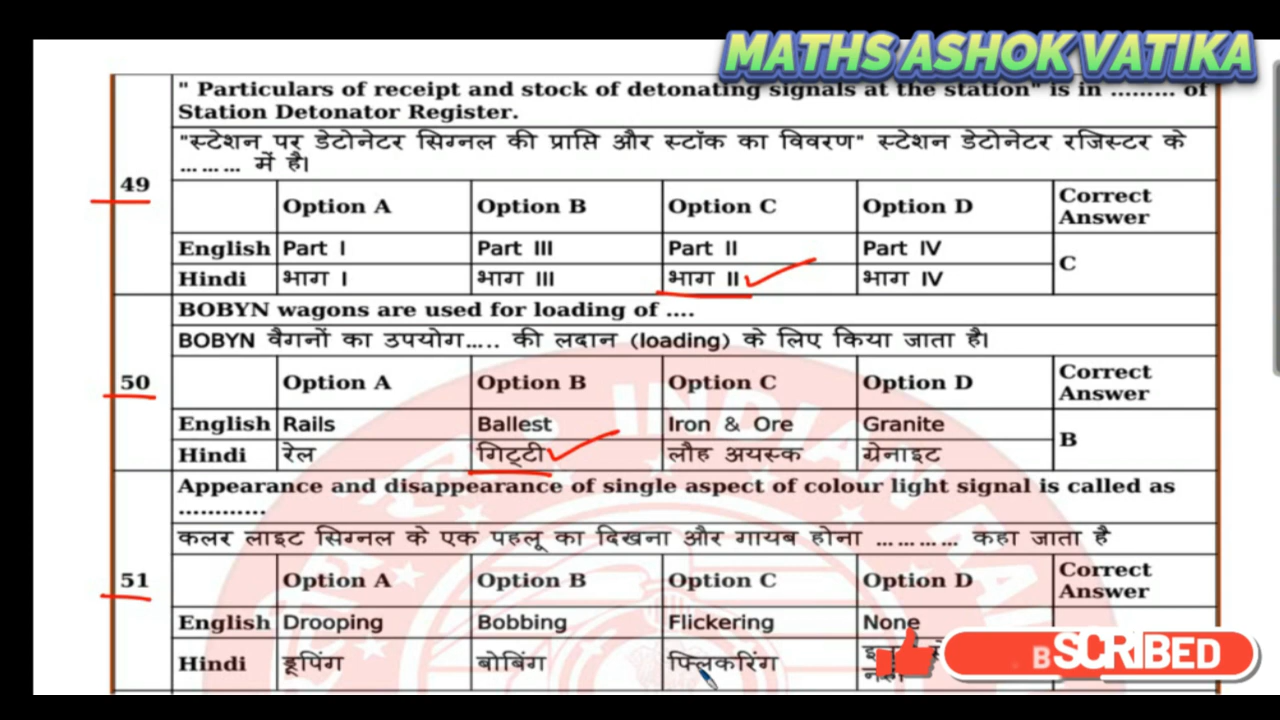 MATHS ASHOK VATIKA
" Particulars of receipt and stock of detonating signals at the station" is in ......... of
Station Detonator Register.
"स्टेशन पर डेटोनेटर सिग्नल की प्राप्ति और स्टॉक का विवरण" स्टेशन डेटोनेटर रजिस्टर के
... ... ... में है।
49
Option A Option B Option C Option D Correct Answer
English Part I Part III Part II Part IV C
Hindi भाग I भाग III भाग II भाग IV
BOBYN wagons are used for loading of ....
BOBYN वैगनों का उपयोग..... की लदान (loading) के लिए किया जाता है।
50
Option A Option B Option C Option D Correct Answer
English Rails Ballest Iron & Ore Granite B
Hindi रेल गिट्टी लौह अयस्क ग्रेनाइट
Appearance and disappearance of single aspect of colour light signal is called as
............
कलर लाइट सिग्नल के एक पहलू का दिखना और गायब होना ... ... ... ... कहा जाता है
51
Option A Option B Option C Option D Correct Answer
English Drooping Bobbing Flickering None
Hindi ड्रूपिंग बोबिंग फ्लिकरिंग
B
SCRIBED